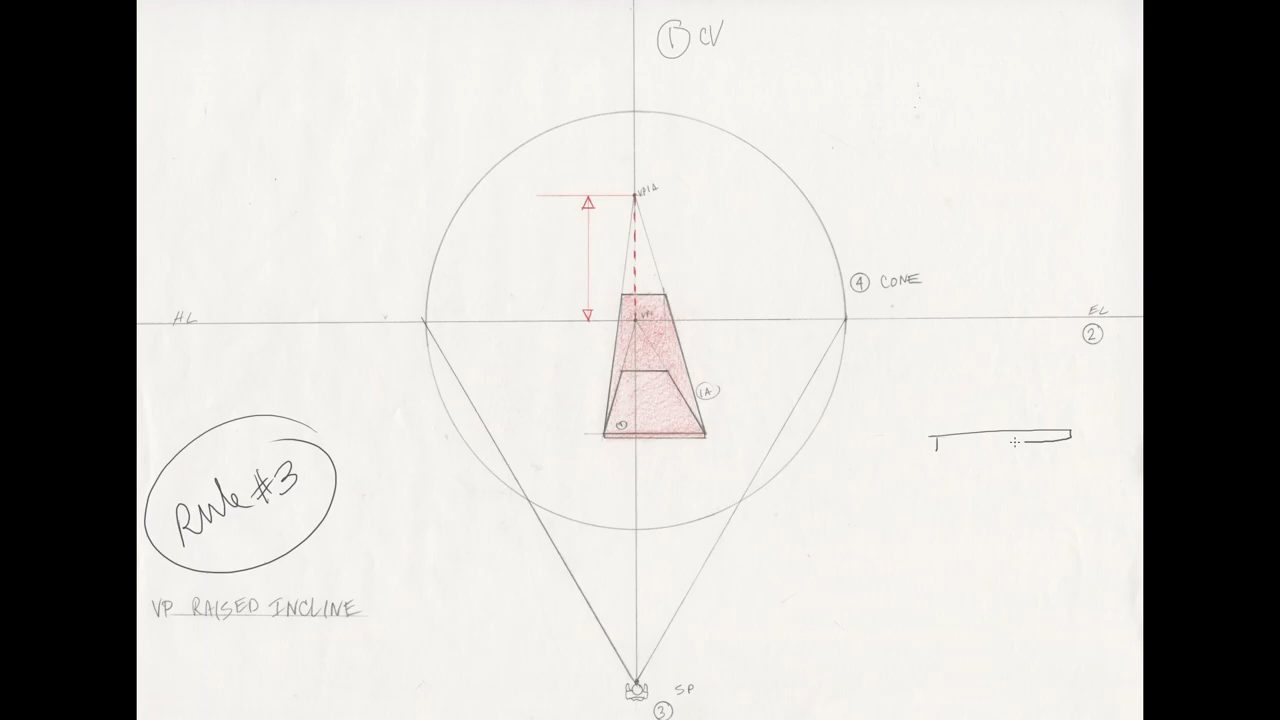 ① CV
VP1A
④ CONE
HL
EL
VP1
②
1A
①
Rule #3
VP RAISED INCLINE
SP
③